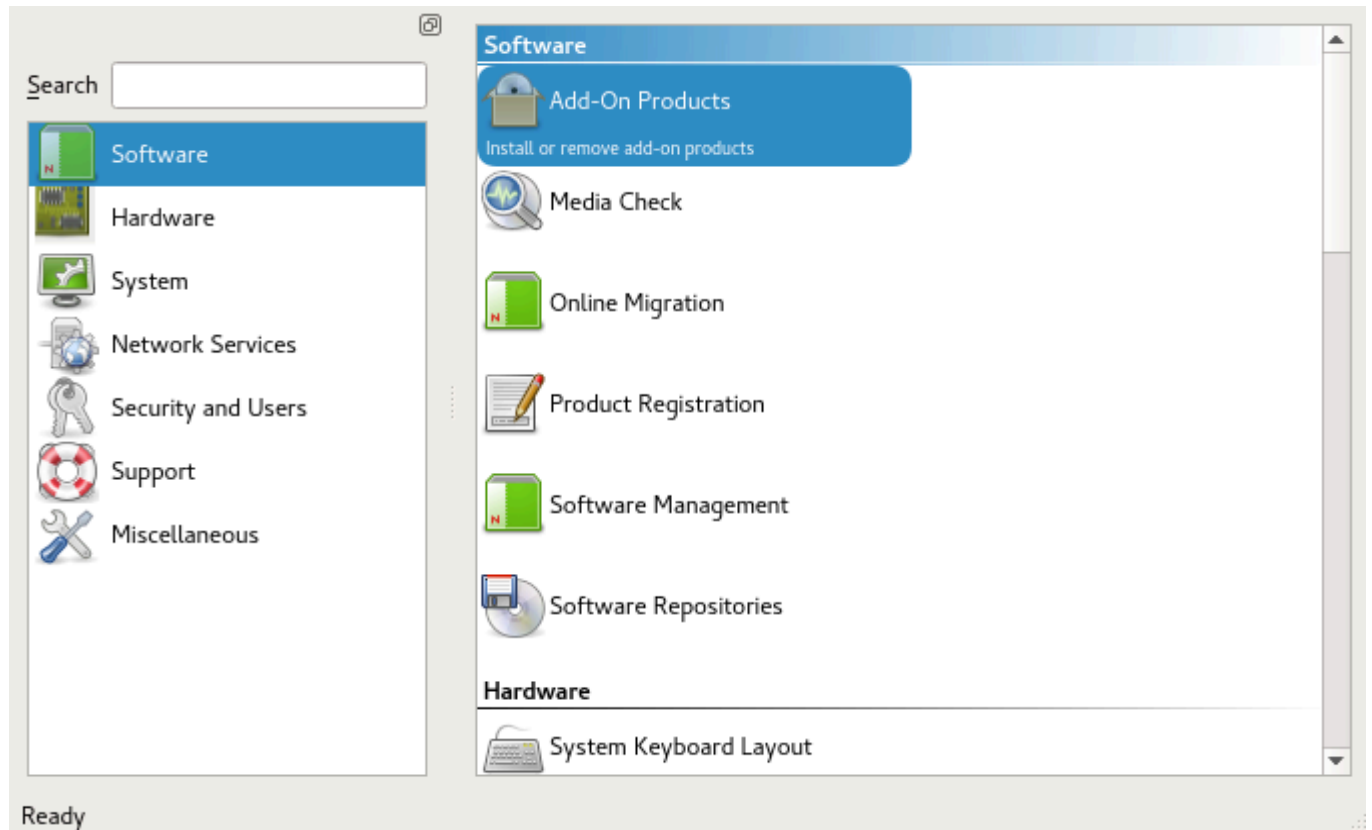 Search
Software
Hardware
System
Network Services
Security and Users
Support
Miscellaneous
Software
Add-On Products
Install or remove add-on products
Media Check
Online Migration
Product Registration
Software Management
Software Repositories
Hardware
System Keyboard Layout
Ready